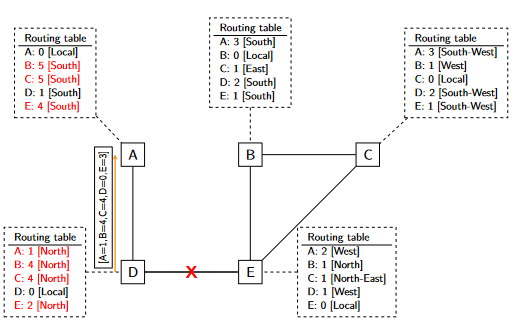 Routing table
A: 0 [Local]
B: 5 [South]
C: 5 [South]
D: 1 [South]
E: 4 [South]
Routing table
A: 3 [South]
B: 0 [Local]
C: 1 [East]
D: 2 [South]
E: 1 [South]
Routing table
A: 3 [South-West]
B: 1 [West]
C: 0 [Local]
D: 2 [South-West]
E: 1 [South-West]
A
B
C
[A=1,B=4,C=4,D=0,E=3]
D
X
E
Routing table
A: 1 [North]
B: 4 [North]
C: 4 [North]
D: 0 [Local]
E: 2 [North]
Routing table
A: 2 [West]
B: 1 [North]
C: 1 [North-East]
D: 1 [West]
E: 0 [Local]